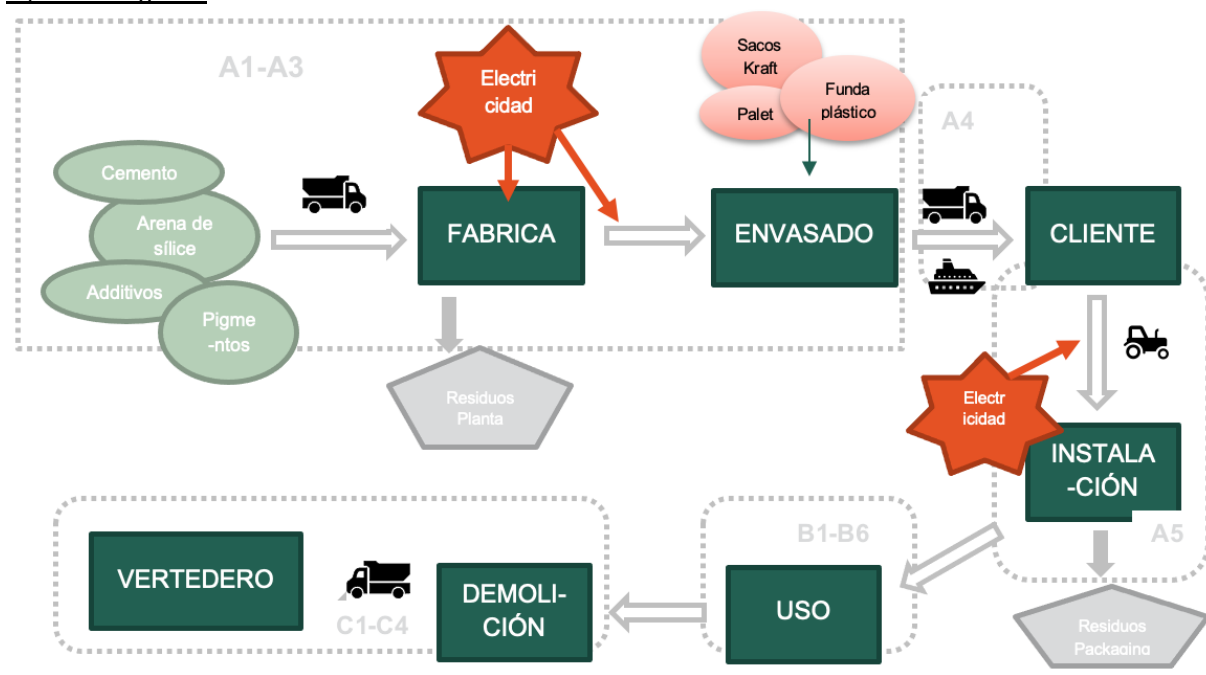 A1-A3
Electri
cidad
Sacos
Kraft
Funda
plástico
Palet
A4
Cemento
Arena de
sílice
Additivos
Pigme
-ntos
FABRICA
ENVASADO
CLIENTE
Residuos
Planta
Electr
icidad
INSTALA
-CIÓN
A5
B1-B6
VERTEDERO
C1-C4
DEMOLI-
CIÓN
USO
Residuos
Packaging